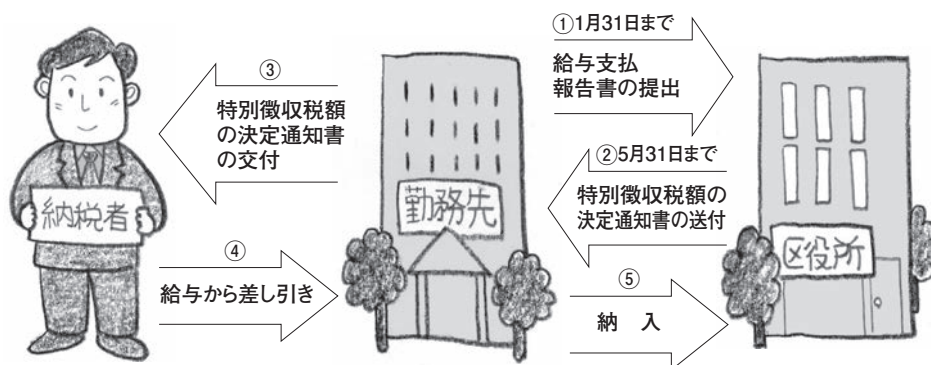 ①1月31日まで
給与支払
報告書の提出
②5月31日まで
特別徴収税額の
決定通知書の送付
③
特別徴収税額
の決定通知書
の交付
④
給与から差し引き
⑤
納 入
納税者
勤務先
区役所